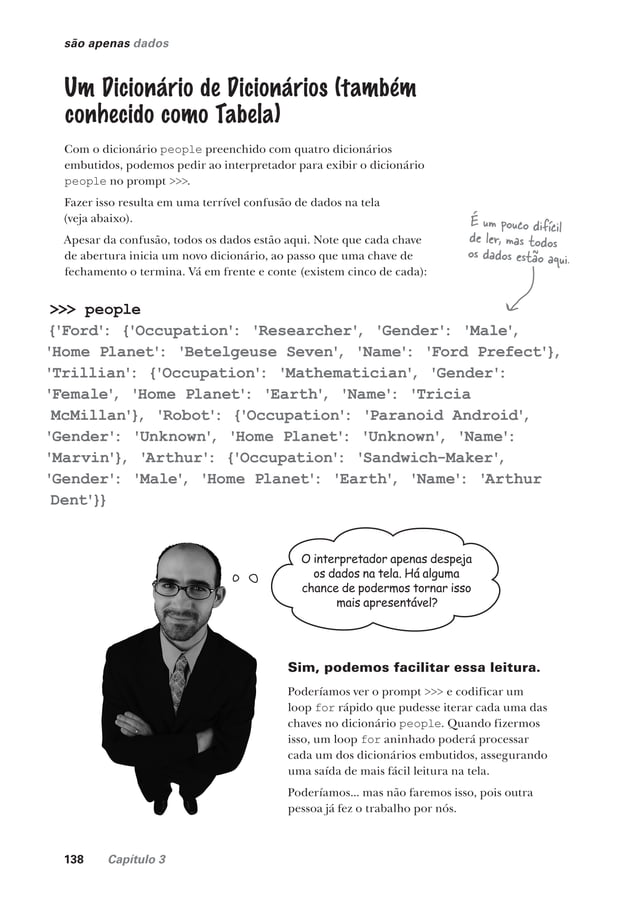 são apenas dados
Um Dicionário de Dicionários (também
conhecido como Tabela)
Com o dicionário people preenchido com quatro dicionários
embutidos, podemos pedir ao interpretador para exibir o dicionário
people no prompt >>>.
Fazer isso resulta em uma terrível confusão de dados na tela
(veja abaixo).
Apesar da confusão, todos os dados estão aqui. Note que cada chave
de abertura inicia um novo dicionário, ao passo que uma chave de
fechamento o termina. Vá em frente e conte (existem cinco de cada):
É um pouco difícil
de ler, mas todos
os dados estão aqui.
>>> people
{'Ford': {'Occupation': 'Researcher', 'Gender': 'Male',
'Home Planet': 'Betelgeuse Seven', 'Name': 'Ford Prefect'},
'Trillian': {'Occupation': 'Mathematician', 'Gender':
'Female', 'Home Planet': 'Earth', 'Name': 'Tricia
McMillan'}, 'Robot': {'Occupation': 'Paranoid Android',
'Gender': 'Unknown', 'Home Planet': 'Unknown', 'Name':
'Marvin'}, 'Arthur': {'Occupation': 'Sandwich-Maker',
'Gender': 'Male', 'Home Planet': 'Earth', 'Name': 'Arthur
Dent'}}
O interpretador apenas despeja
os dados na tela. Há alguma
chance de podermos tornar isso
mais apresentável?
Sim, podemos facilitar essa leitura.
Poderíamos ver o prompt >>> e codificar um
loop for rápido que pudesse iterar cada uma das
chaves no dicionário people. Quando fizermos
isso, um loop for aninhado poderá processar
cada um dos dicionários embutidos, assegurando
uma saída de mais fácil leitura na tela.
Poderíamos... mas não faremos isso, pois outra
pessoa já fez o trabalho por nós.
138 Capítulo 3